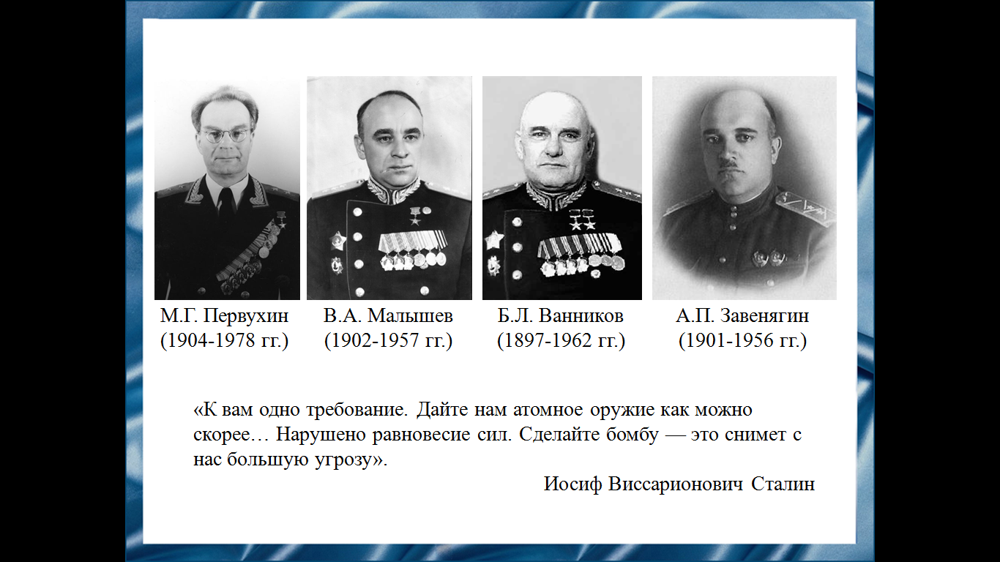 М.Г. Первухин
(1904-1978 гг.)
В.А. Малышев
(1902-1957 гг.)
Б.Л. Ванников
(1897-1962 гг.)
А.П. Завенягин
(1901-1956 гг.)
«К вам одно требование. Дайте нам атомное оружие как можно
скорее… Нарушено равновесие сил. Сделайте бомбу — это снимет с
нас большую угрозу».
Иосиф Виссарионович Сталин